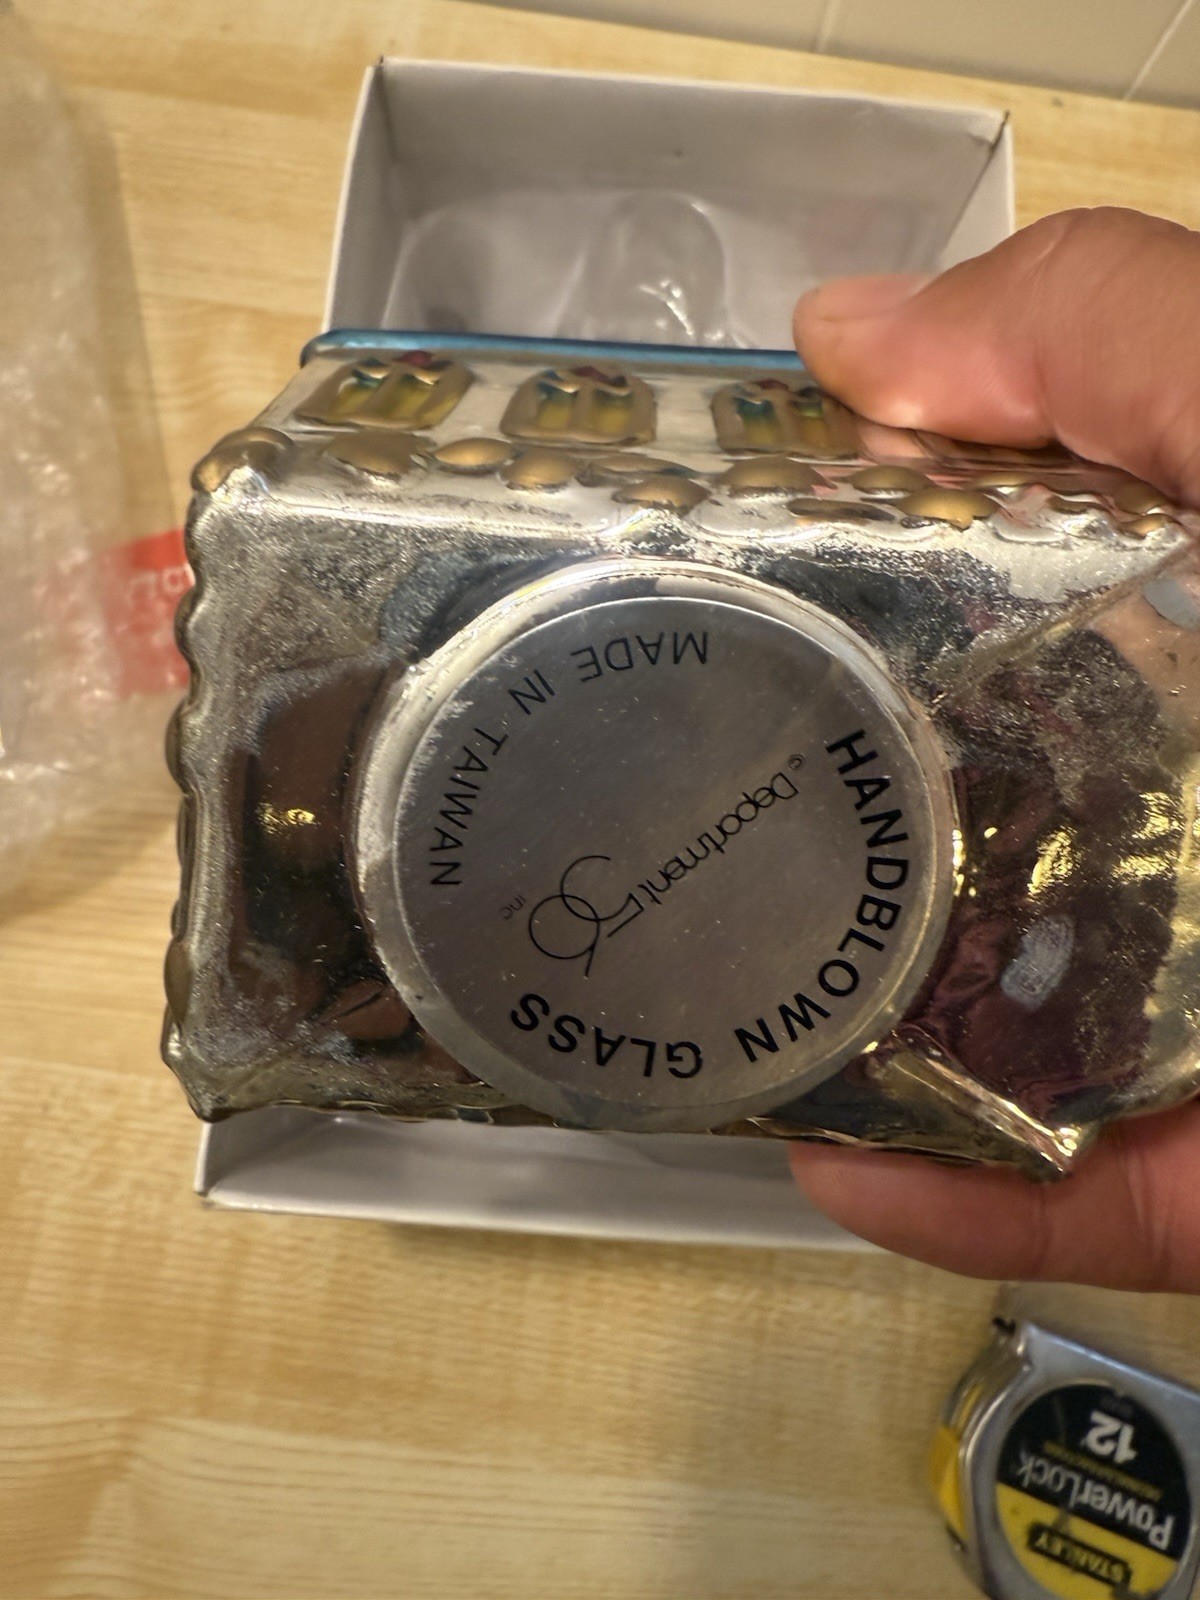 HANDBLOWN GLASS
© Department 56
inc
MADE IN TAIWAN
12'
PowerLock
STANLEY